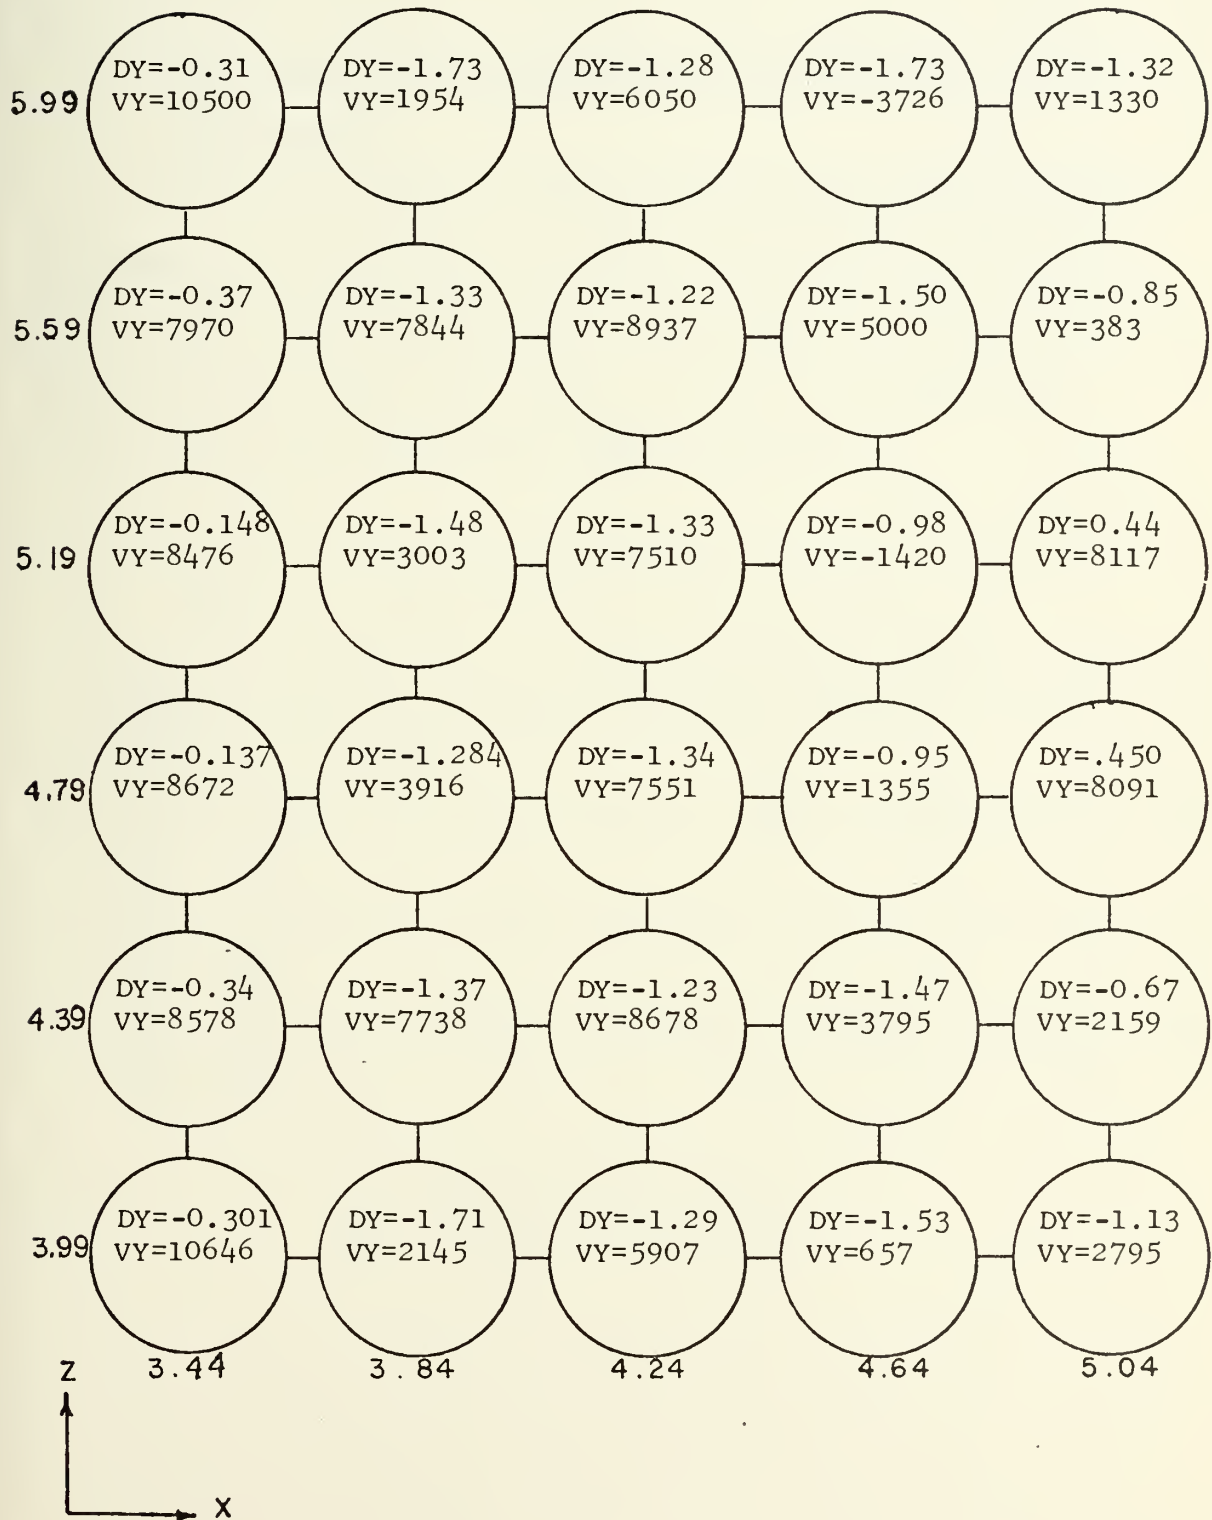 DY=-0.31 DY=-1.73 DY=-1.28 DY=-1.73 DY=-1.32
5.99 VY=10500 VY=1954 VY=6050 VY=-3726 VY=1330
DY=-0.37 DY=-1.33 DY=-1.22 DY=-1.50 DY=-0.85
5.59 VY=7970 VY=7844 VY=8937 VY=5000 VY=383
DY=-0.148 DY=-1.48 DY=-1.33 DY=-0.98 DY=0.44
5.19 VY=8476 VY=3003 VY=7510 VY=-1420 VY=8117
DY=-0.137 DY=-1.284 DY=-1.34 DY=-0.95 DY=.450
4.79 VY=8672 VY=3916 VY=7551 VY=1355 VY=8091
DY=-0.34 DY=-1.37 DY=-1.23 DY=-1.47 DY=-0.67
4.39 VY=8578 VY=7738 VY=8678 VY=3795 VY=2159
DY=-0.301 DY=-1.71 DY=-1.29 DY=-1.53 DY=-1.13
3.99 VY=10646 VY=2145 VY=5907 VY=657 VY=2795
Z 3.44 3.84 4.24 4.64 5.04
X